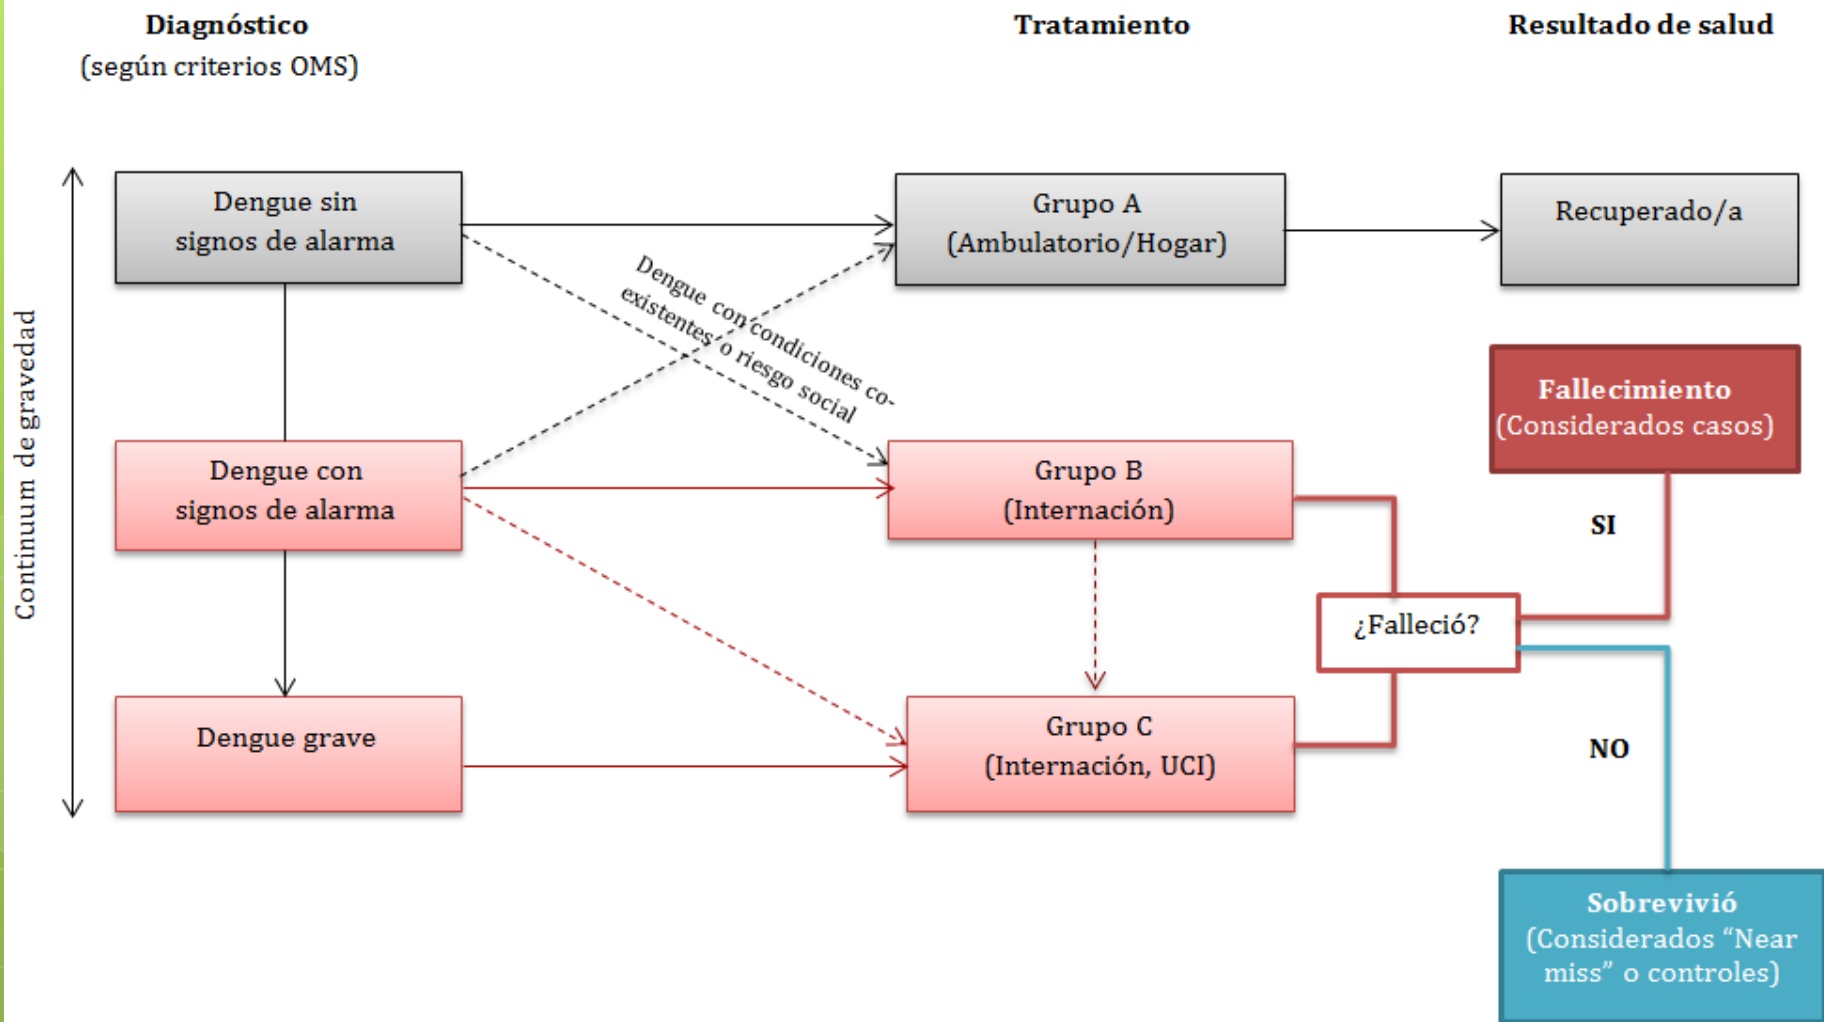 Diagnóstico
(según criterios OMS)
Tratamiento
Resultado de salud
Continuum de gravedad
Dengue sin
signos de alarma
Grupo A
(Ambulatorio/Hogar)
Recuperado/a
Dengue con condiciones co-
existentes o riesgo social
Fallecimiento
(Considerados casos)
Dengue con
signos de alarma
Grupo B
(Internación)
SI
¿Falleció?
Dengue grave
Grupo C
(Internación, UCI)
NO
Sobrevivió
(Considerados “Near
miss” o controles)